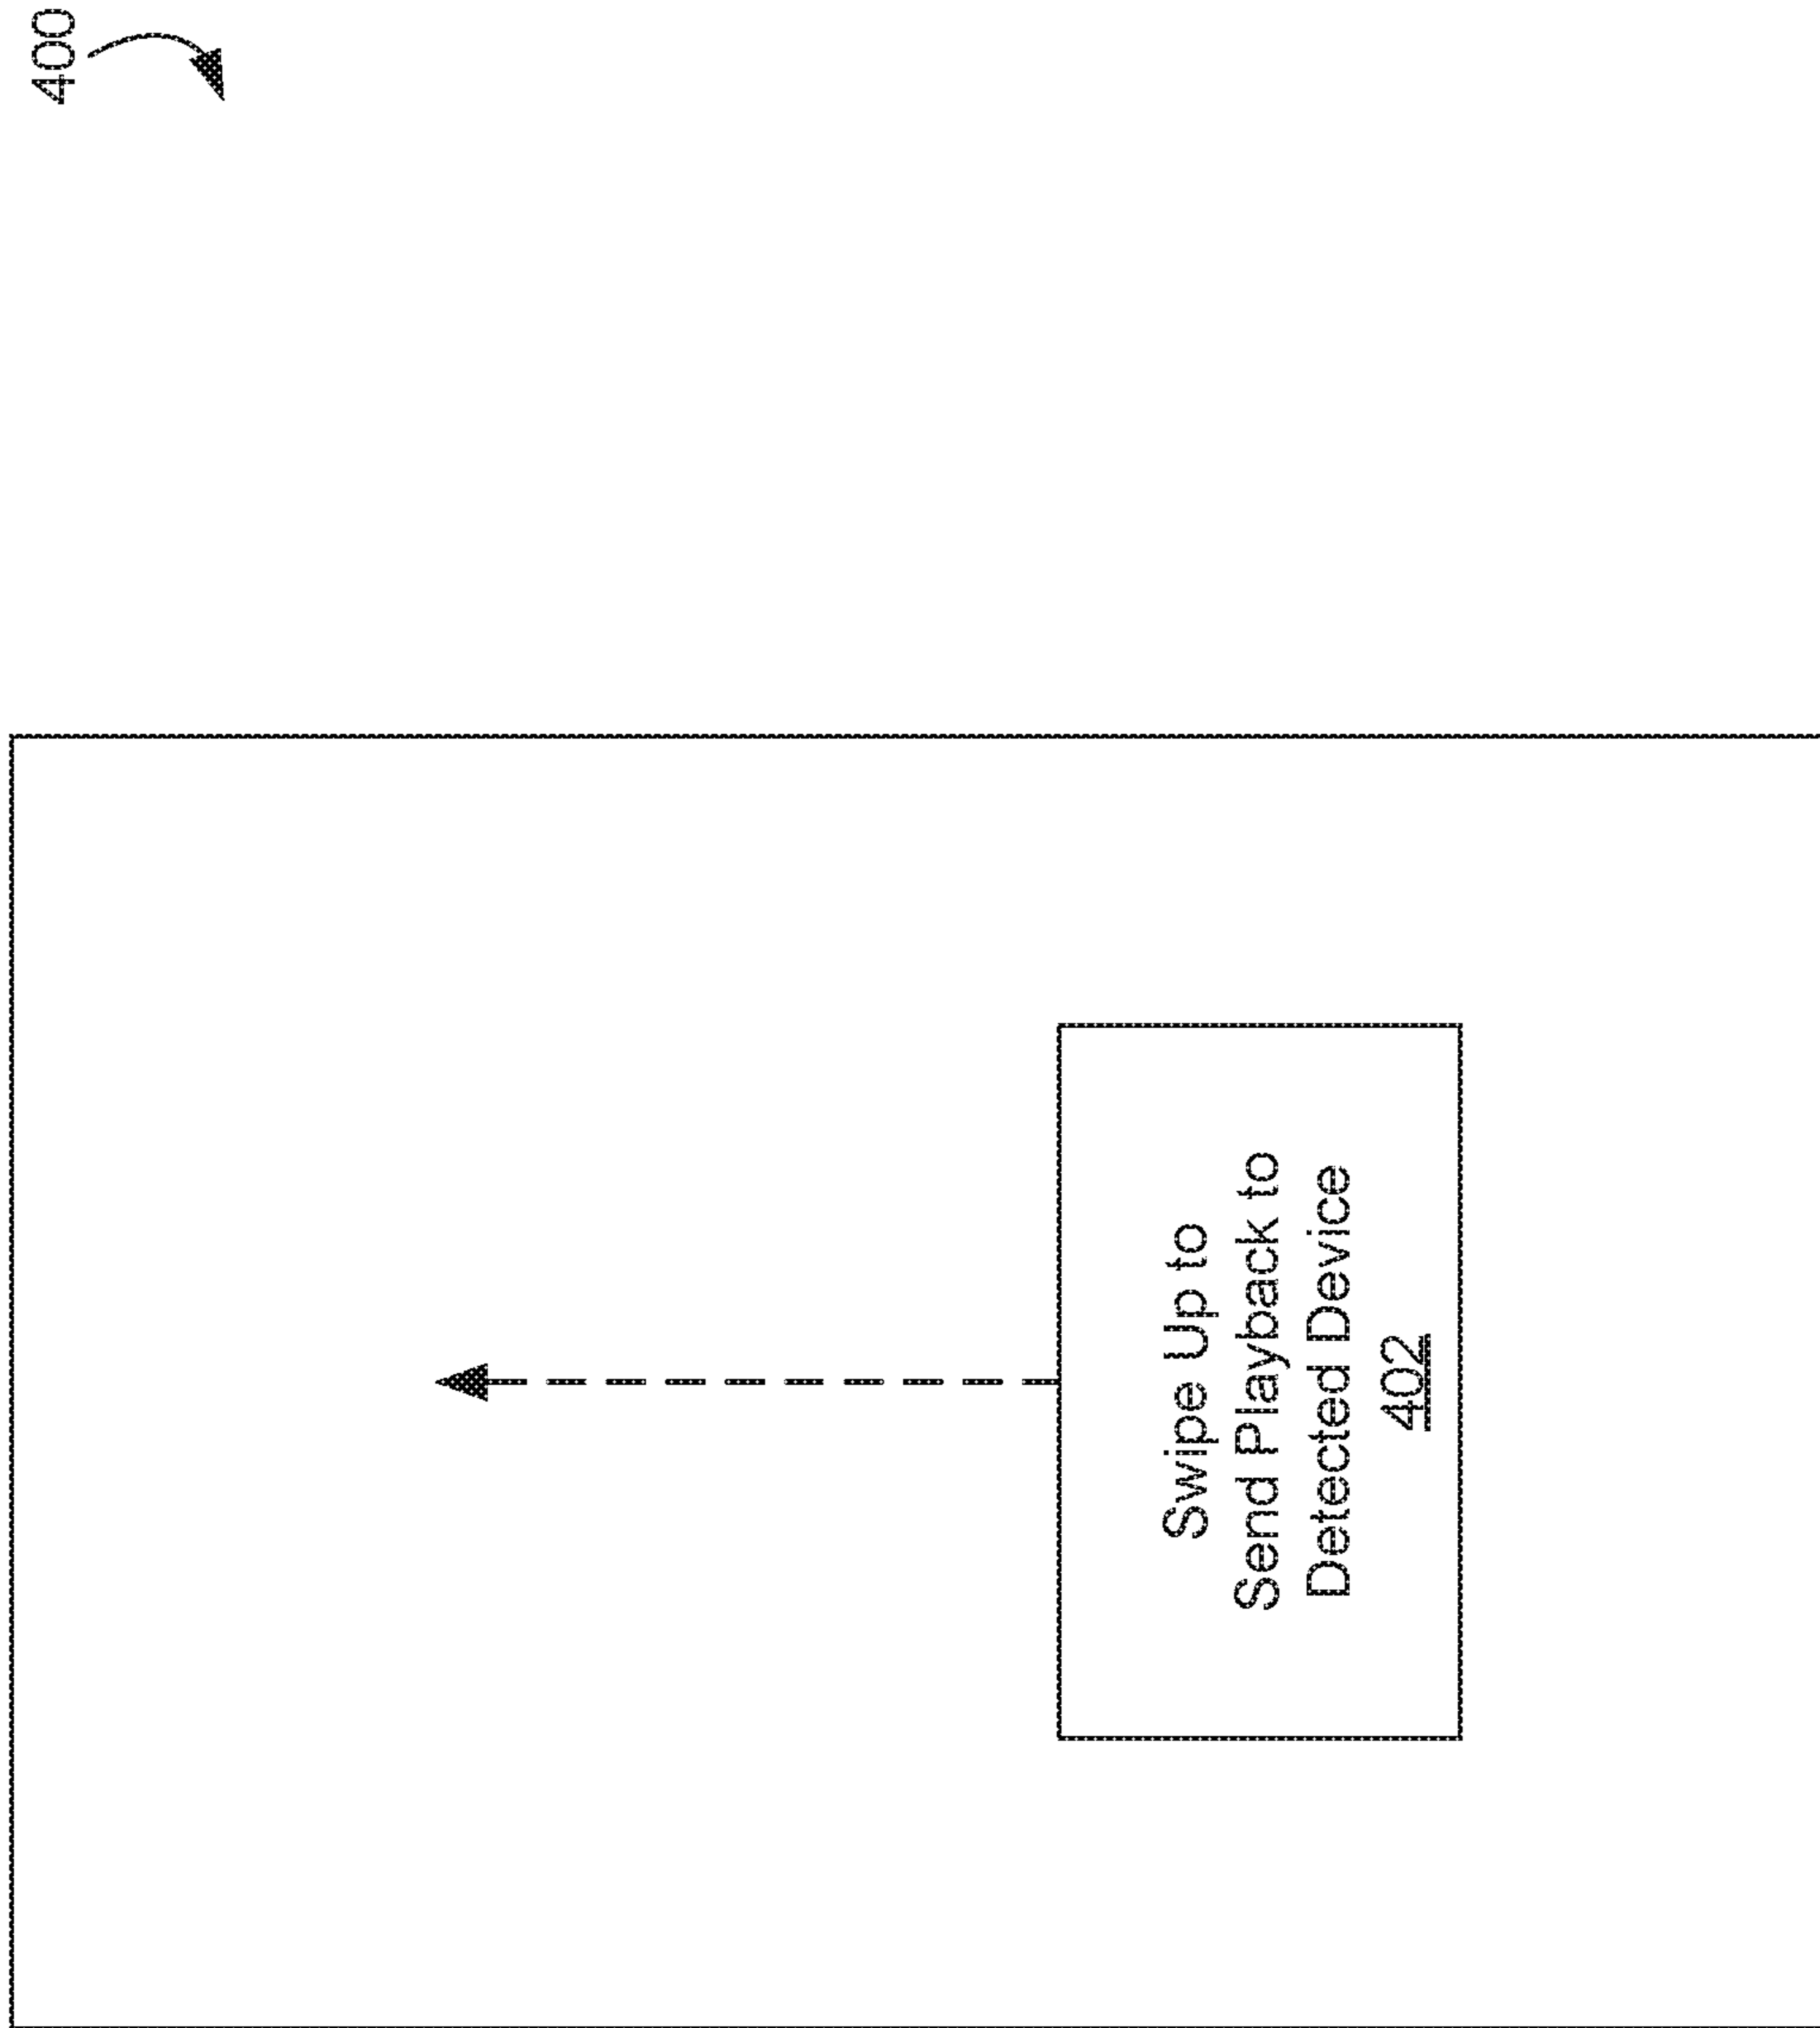 400
Swipe Up to
Send Playback to
Detected Device
402